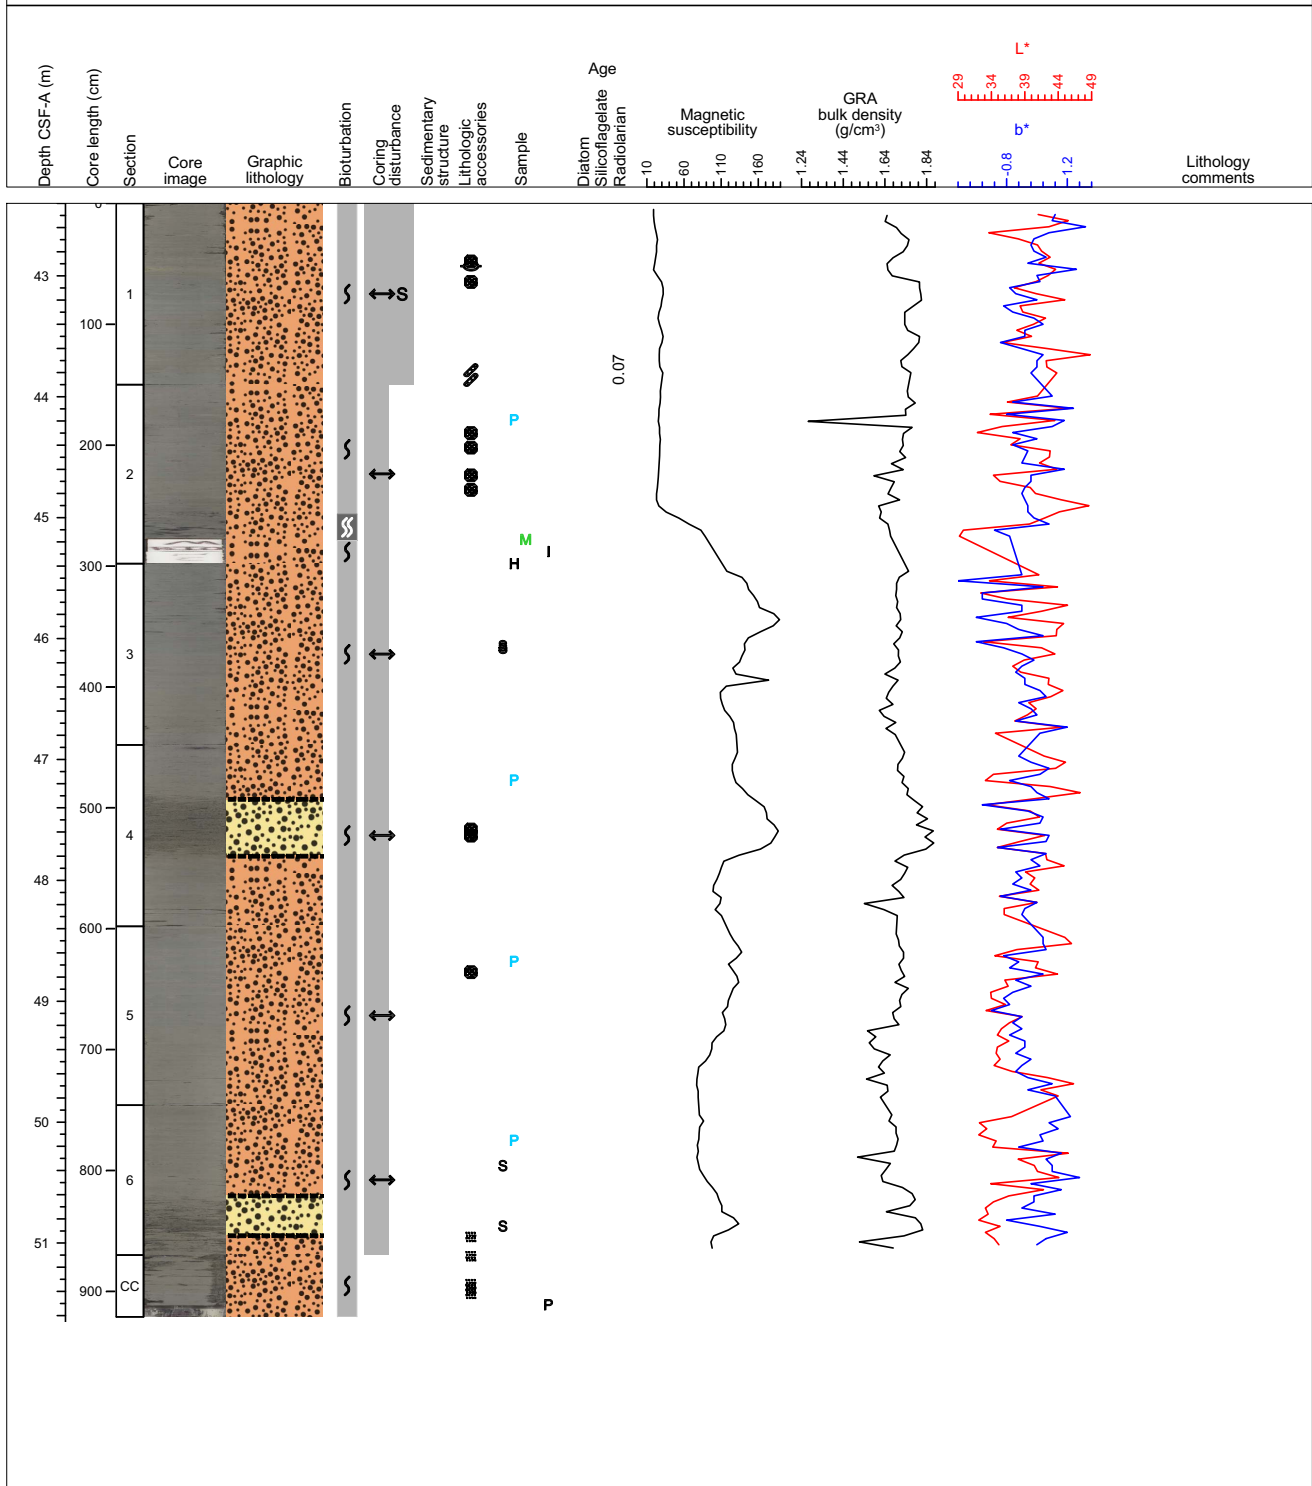 Depth CSF-A (m)
Core length (cm)
Section
Core
image
Graphic
lithology
Bioturbation
Coring
disturbance
Sedimentary
structure
Lithologic
accessories
Sample
Age
Diatom
Silicoflagelate
Radiolarian
Magnetic
susceptibility
10 60 110 160
GRA
bulk density
(g/cm³)
1.24 1.44 1.64 1.84
L*
29 34 39 44 49
b*
-0.8 1.2
Lithology
comments
0
43
1
S
100
0.07
44
P
200
2
45
M
I
H
300
46
3
400
47
P
500
4
48
600
P
49
5
700
50
P
S
800
6
S
51
CC
900
P